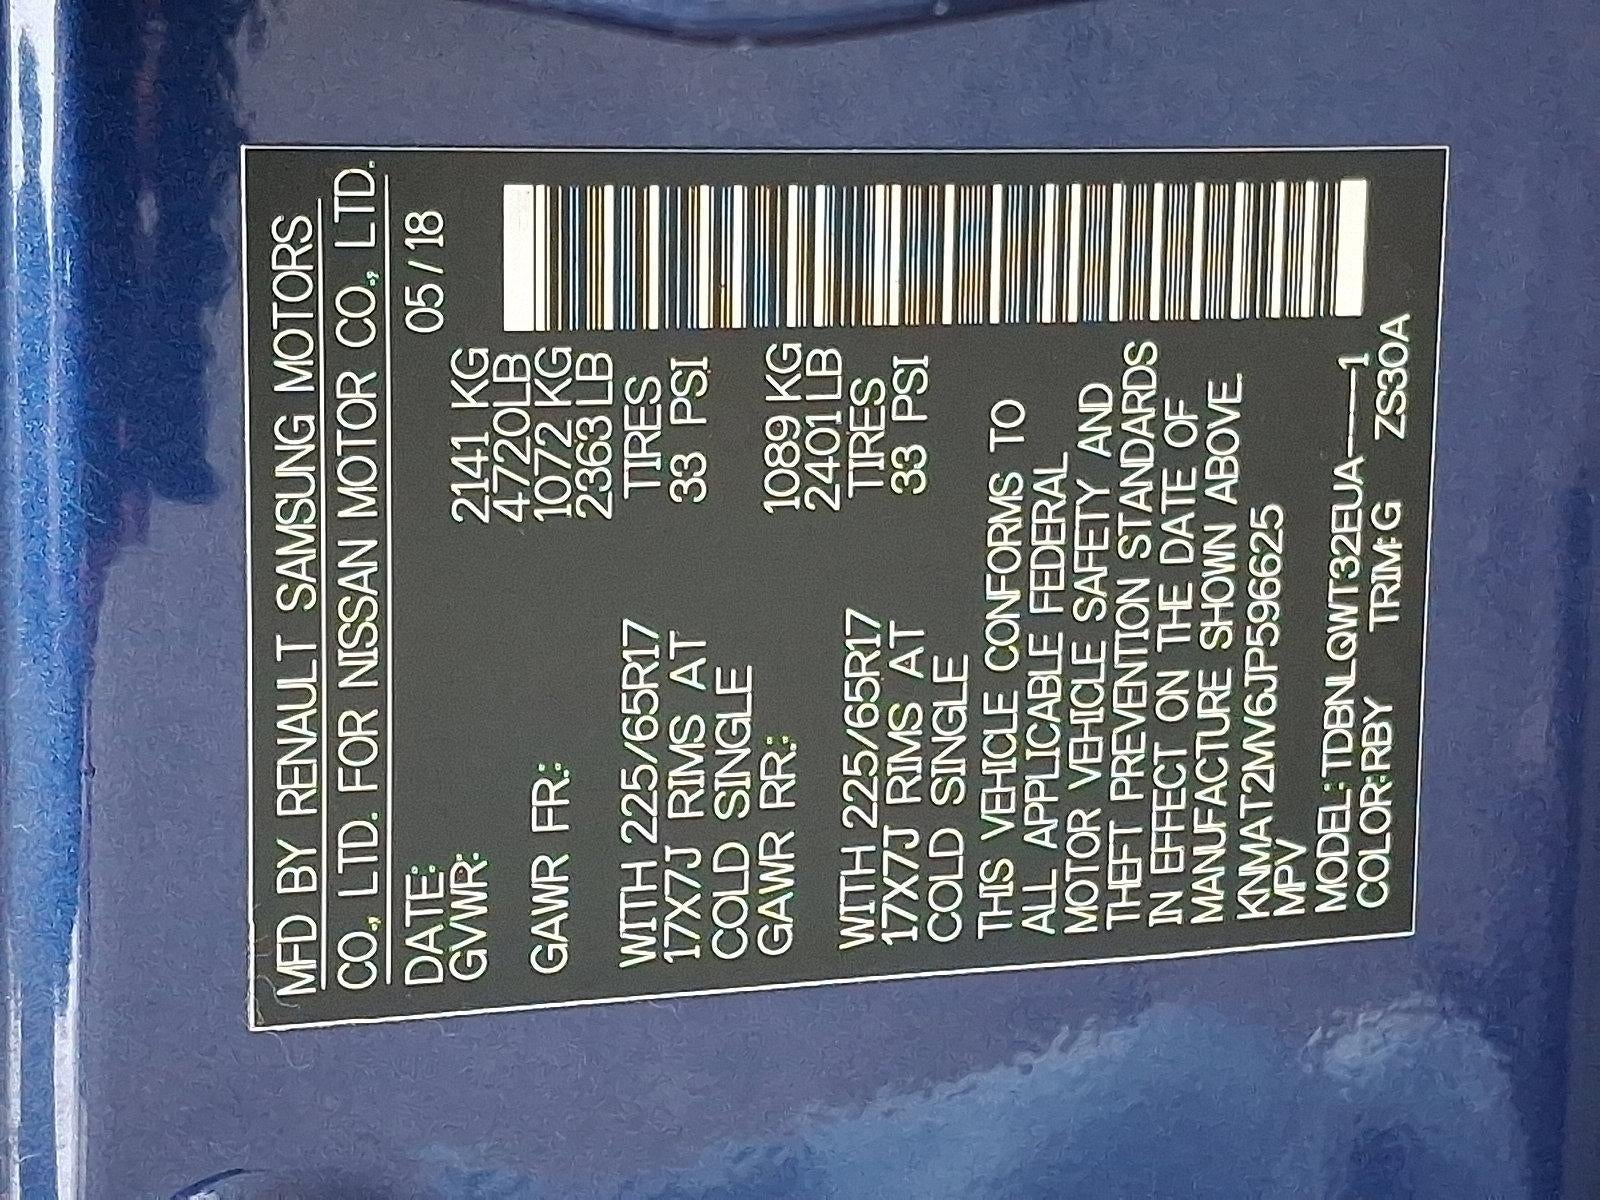 MFD BY RENAULT SAMSUNG MOTORS
CO., LTD. FOR NISSAN MOTOR CO., LTD.
DATE: 05 / 18
GVWR: 2141 KG
4720LB
GAWR FR.: 1072 KG
2363 LB
WITH 225/65R17 TIRES
17X7J RIMS AT 33 PSI
COLD SINGLE
GAWR RR.: 1089 KG
2401 LB
WITH 225/65R17 TIRES
17X7J RIMS AT 33 PSI
COLD SINGLE
THIS VEHICLE CONFORMS TO
ALL APPLICABLE FEDERAL
MOTOR VEHICLE SAFETY AND
THEFT PREVENTION STANDARDS
IN EFFECT ON THE DATE OF
MANUFACTURE SHOWN ABOVE.
KNMAT2MV6JP596625
MPV
MODEL: TDBNLQWT32EUA----1
COLOR: RBY TRIM: G ZS30A